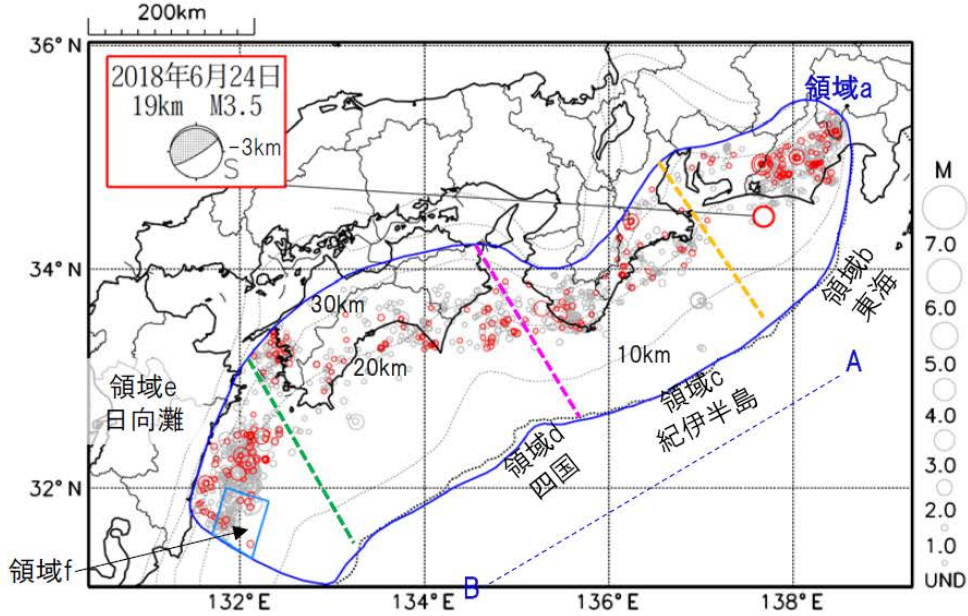 200km
36°N
34°N
32°N
132°E
134°E
136°E
138°E
2018年6月24日
19km M3.5
-3km
S
領域a
領域b
東海
A
領域c
紀伊半島
領域d
四国
B
領域e
日向灘
領域f
30km
20km
10km
M
7.0
6.0
5.0
4.0
3.0
2.0
1.0
UND